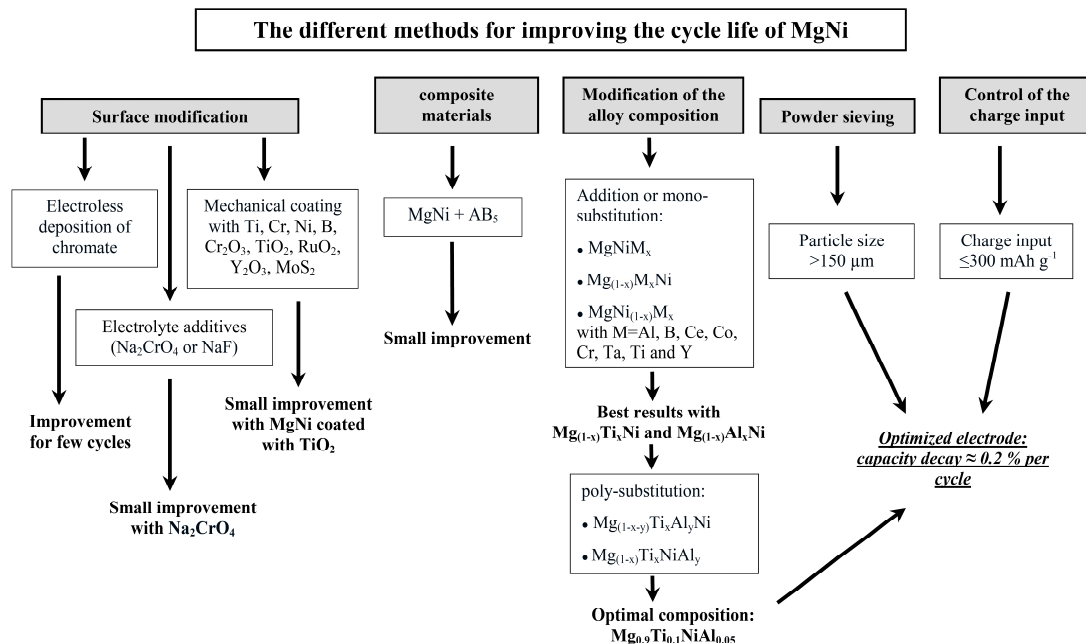 The different methods for improving the cycle life of MgNi
Surface modification
Electroless
deposition of
chromate
Improvement
for few cycles
Electrolyte additives
(Na₂CrO₄ or NaF)
Small improvement
with Na₂CrO₄
Mechanical coating
with Ti, Cr, Ni, B,
Cr₂O₃, TiO₂, RuO₂,
Y₂O₃, MoS₂
Small improvement
with MgNi coated
with TiO₂
composite
materials
MgNi + AB₅
Small improvement
Modification of the
alloy composition
Addition or mono-
substitution:
• MgNiMₓ
• Mg₍₁₋ₓ₎MₓNi
• MgNi₍₁₋ₓ₎Mₓ
with M=Al, B, Ce, Co,
Cr, Ta, Ti and Y
Best results with
Mg₍₁₋ₓ₎TiₓNi and Mg₍₁₋ₓ₎AlₓNi
poly-substitution:
• Mg₍₁₋ₓ₋y₎TiₓAlyNi
• Mg₍₁₋ₓ₎TiₓNiAly
Optimal composition:
Mg₀.₉Ti₀.₁NiAl₀.₀₅
Powder sieving
Particle size
>150 µm
Control of the
charge input
Charge input
≤300 mAh g⁻¹
Optimized electrode:
capacity decay ≈ 0.2 % per
cycle